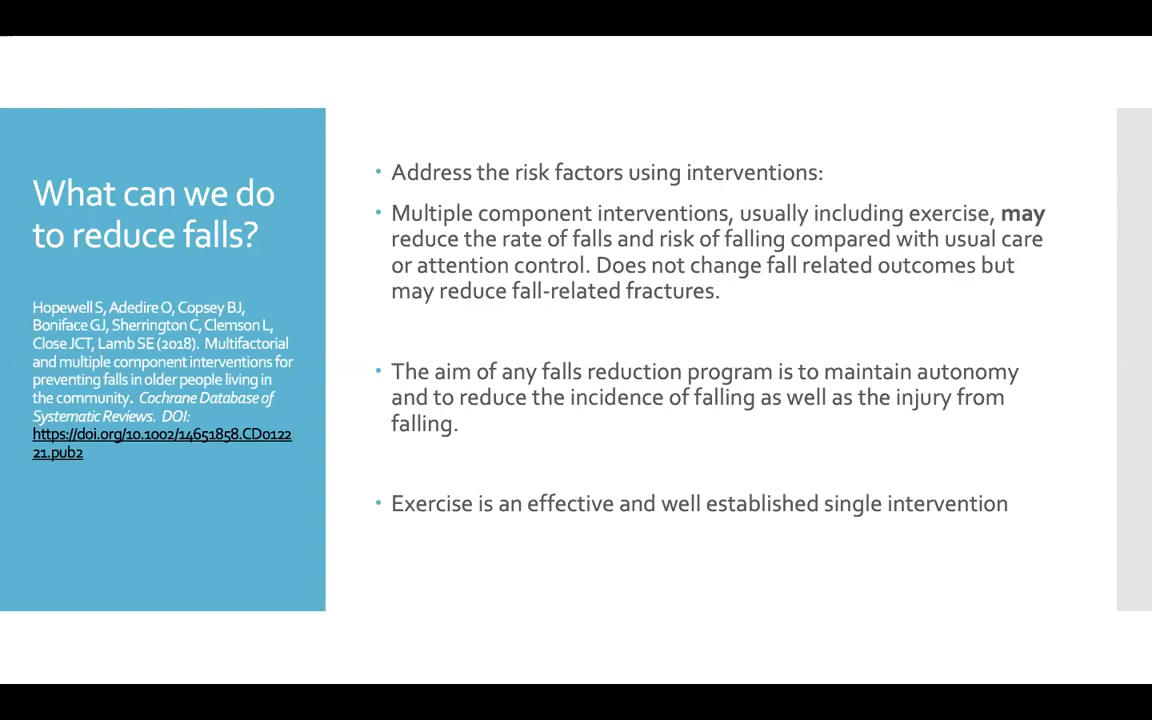 What can we do
to reduce falls?
Hopewell S, Adedire O, Copsey BJ,
Boniface GJ, Sherrington C, Clemson L,
Close JCT, Lamb SE (2018).  Multifactorial
and multiple component interventions for
preventing falls in older people living in
the community.  Cochrane Database of
Systematic Reviews.  DOI:
https://doi.org/10.1002/14651858.CD0122
21.pub2
• Address the risk factors using interventions:
• Multiple component interventions, usually including exercise, may
reduce the rate of falls and risk of falling compared with usual care
or attention control. Does not change fall related outcomes but
may reduce fall-related fractures.
• The aim of any falls reduction program is to maintain autonomy
and to reduce the incidence of falling as well as the injury from
falling.
• Exercise is an effective and well established single intervention